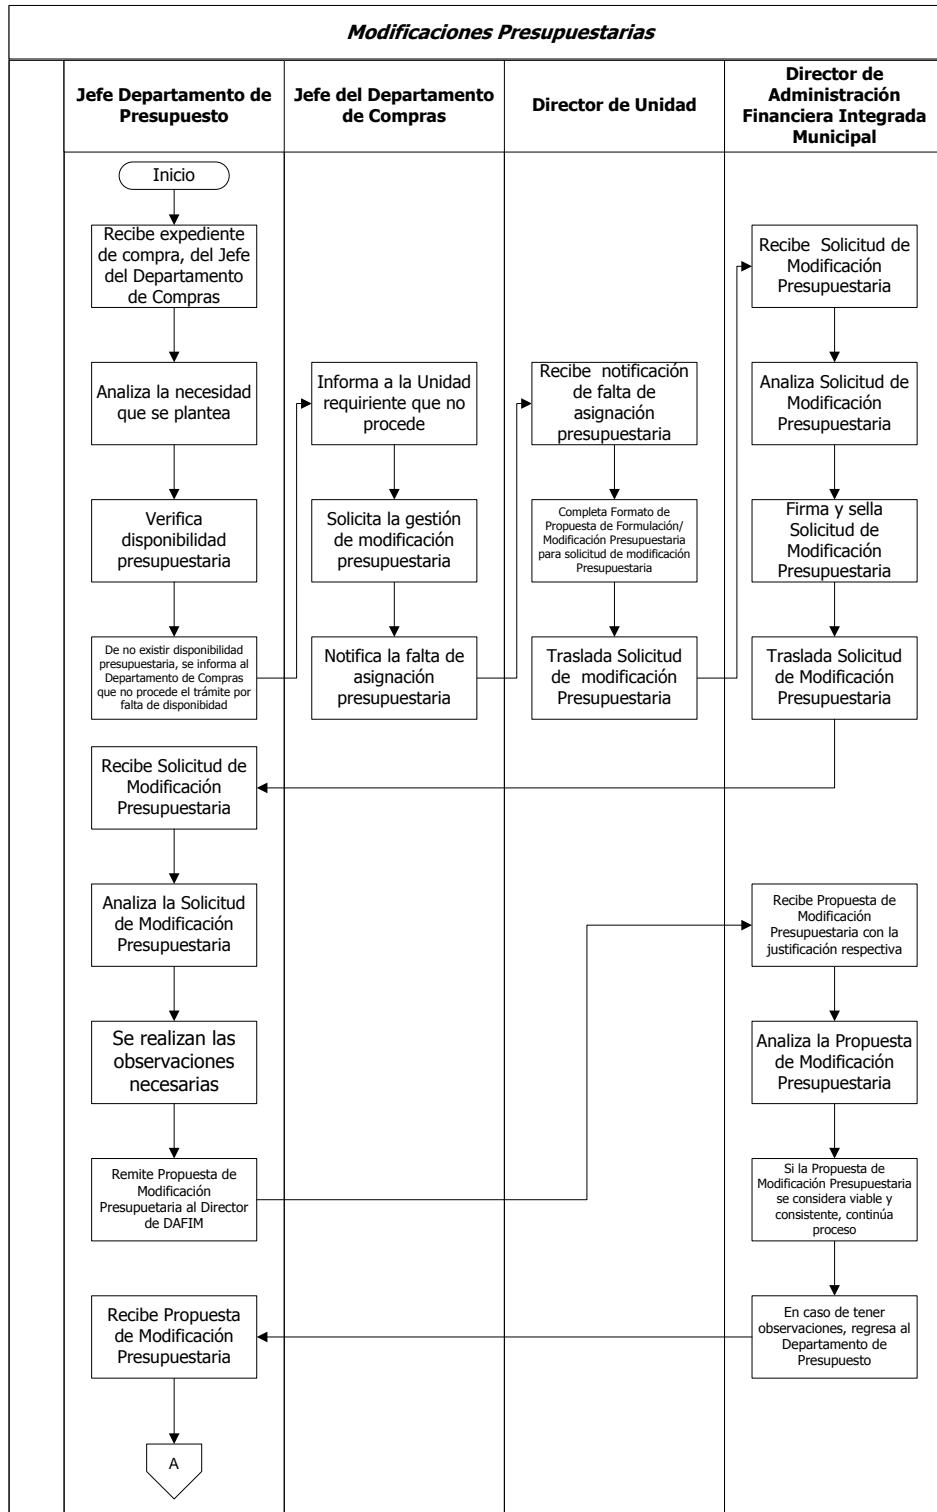 Modificaciones Presupuestarias
Jefe Departamento de
Presupuesto
Jefe del Departamento
de Compras
Director de Unidad
Director de
Administración
Financiera Integrada
Municipal
Inicio
Recibe expediente
de compra, del Jefe
del Departamento
de Compras
Analiza la necesidad
que se plantea
Verifica
disponibilidad
presupuestaria
De no existir disponibilidad
presupuestaria, se informa al
Departamento de Compras
que no procede el trámite por
falta de disponibidad
Informa a la Unidad
requiriente que no
procede
Solicita la gestión
de modificación
presupuestaria
Notifica la falta de
asignación
presupuestaria
Recibe notificación
de falta de
asignación
presupuestaria
Completa Formato de
Propuesta de Formulación/
Modificación Presupuestaria
para solicitud de modificación
Presupuestaria
Traslada Solicitud
de modificación
Presupuestaria
Recibe Solicitud de
Modificación
Presupuestaria
Analiza Solicitud de
Modificación
Presupuestaria
Firma y sella
Solicitud de
Modificación
Presupuestaria
Traslada Solicitud
de Modificación
Presupuestaria
Recibe Solicitud de
Modificación
Presupuestaria
Analiza la Solicitud
de Modificación
Presupuestaria
Se realizan las
observaciones
necesarias
Remite Propuesta de
Modificación
Presupuetaria al Director
de DAFIM
Recibe Propuesta de
Modificación
Presupuestaria con la
justificación respectiva
Analiza la Propuesta
de Modificación
Presupuestaria
Si la Propuesta de
Modificación Presupuestaria
se considera viable y
consistente, continúa
proceso
En caso de tener
observaciones, regresa al
Departamento de
Presupuesto
Recibe Propuesta
de Modificación
Presupuestaria
A